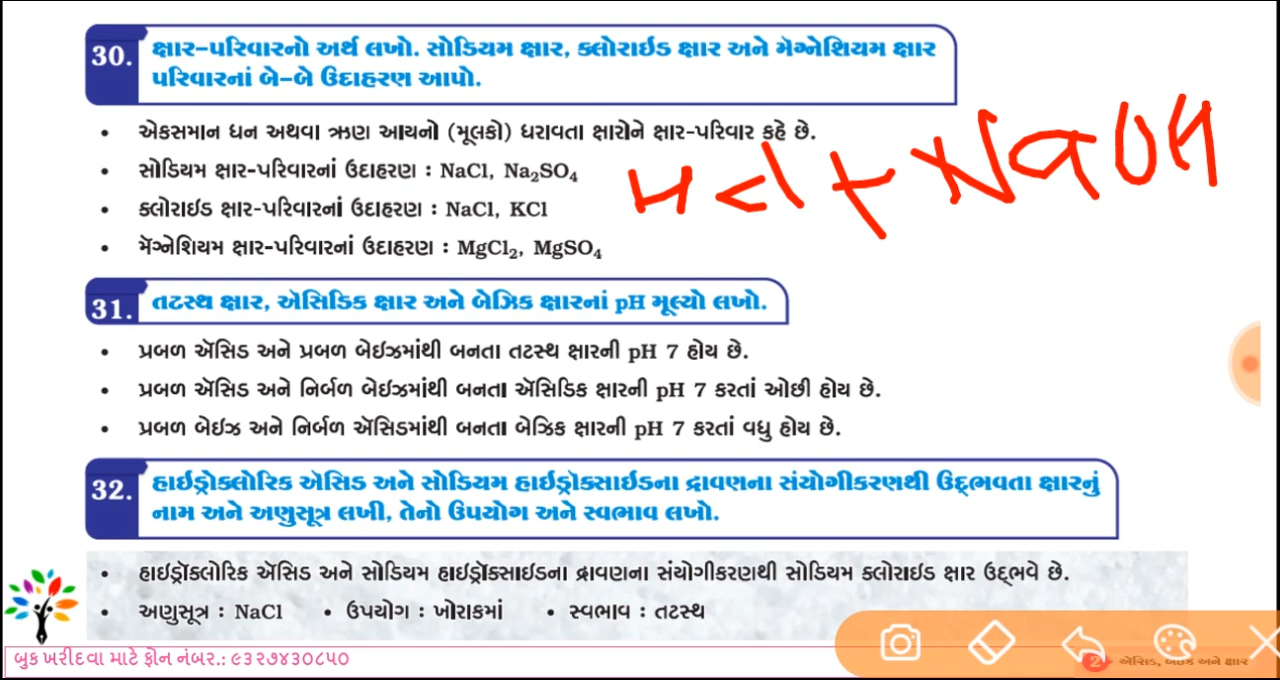 30. ક્ષાર-પરિવારનો અર્થ લખો. સોડિયમ ક્ષાર, ક્લોરાઇડ ક્ષાર અને મૅગ્નેશિયમ ક્ષાર
પરિવારનાં બે-બે ઉદાહરણ આપો.
• એકસમાન ધન અથવા ઋણ આયનો (મૂલકો) ધરાવતા ક્ષારોને ક્ષાર-પરિવાર કહે છે.
• સોડિયમ ક્ષાર-પરિવારનાં ઉદાહરણ : NaCl, Na₂SO₄
• ક્લોરાઇડ ક્ષાર-પરિવારનાં ઉદાહરણ : NaCl, KCl
• મૅગ્નેશિયમ ક્ષાર-પરિવારનાં ઉદાહરણ : MgCl₂, MgSO₄
HCl + NaOH
31. તટસ્થ ક્ષાર, ઍસિડિક ક્ષાર અને બેઝિક ક્ષારનાં pH મૂલ્યો લખો.
• પ્રબળ ઍસિડ અને પ્રબળ બેઇઝમાંથી બનતા તટસ્થ ક્ષારની pH 7 હોય છે.
• પ્રબળ ઍસિડ અને નિર્બળ બેઇઝમાંથી બનતા ઍસિડિક ક્ષારની pH 7 કરતાં ઓછી હોય છે.
• પ્રબળ બેઇઝ અને નિર્બળ ઍસિડમાંથી બનતા બેઝિક ક્ષારની pH 7 કરતાં વધુ હોય છે.
32. હાઇડ્રોક્લોરિક ઍસિડ અને સોડિયમ હાઇડ્રૉક્સાઇડના દ્રાવણના સંયોગીકરણથી ઉદ્ભવતા ક્ષારનું
નામ અને અણુસૂત્ર લખી, તેનો ઉપયોગ અને સ્વભાવ લખો.
• હાઇડ્રૉક્લોરિક ઍસિડ અને સોડિયમ હાઇડ્રૉક્સાઇડના દ્રાવણના સંયોગીકરણથી સોડિયમ ક્લોરાઇડ ક્ષાર ઉદ્ભવે છે.
• અણુસૂત્ર : NaCl • ઉપયોગ : ખોરાકમાં • સ્વભાવ : તટસ્થ
બુક ખરીદવા માટે ફોન નંબર.: ૯૩૨૭૪૩૦૮૫૦
2 ઍસિડ, બેઇઝ અને ક્ષાર